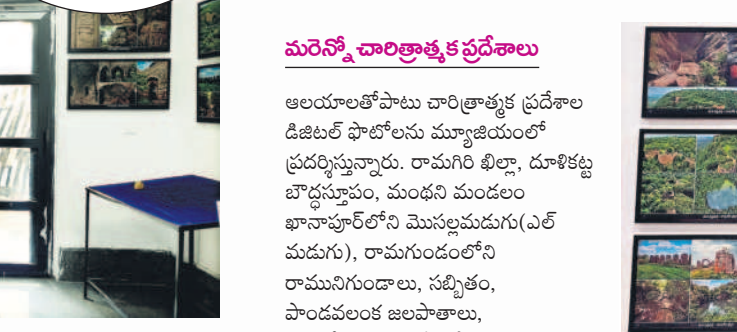 మరెన్నో చారిత్రాత్మక ప్రదేశాలు
ఆలయాలతోపాటు చారిత్రాత్మక ప్రదేశాల
డిజిటల్ ఫొటోలను మ్యూజియంలో
ప్రదర్శిస్తున్నారు. రామగిరి ఖిల్లా, దూళికట్ట
బౌద్ధస్తూపం, మంథని మండలం
ఖానాపూర్‌లోని మొసల్లమడుగు(ఎల్
మడుగు), రామగుండంలోని
రామునిగుండాలు, సబ్బితం,
పాండవలంక జలపాతాలు,